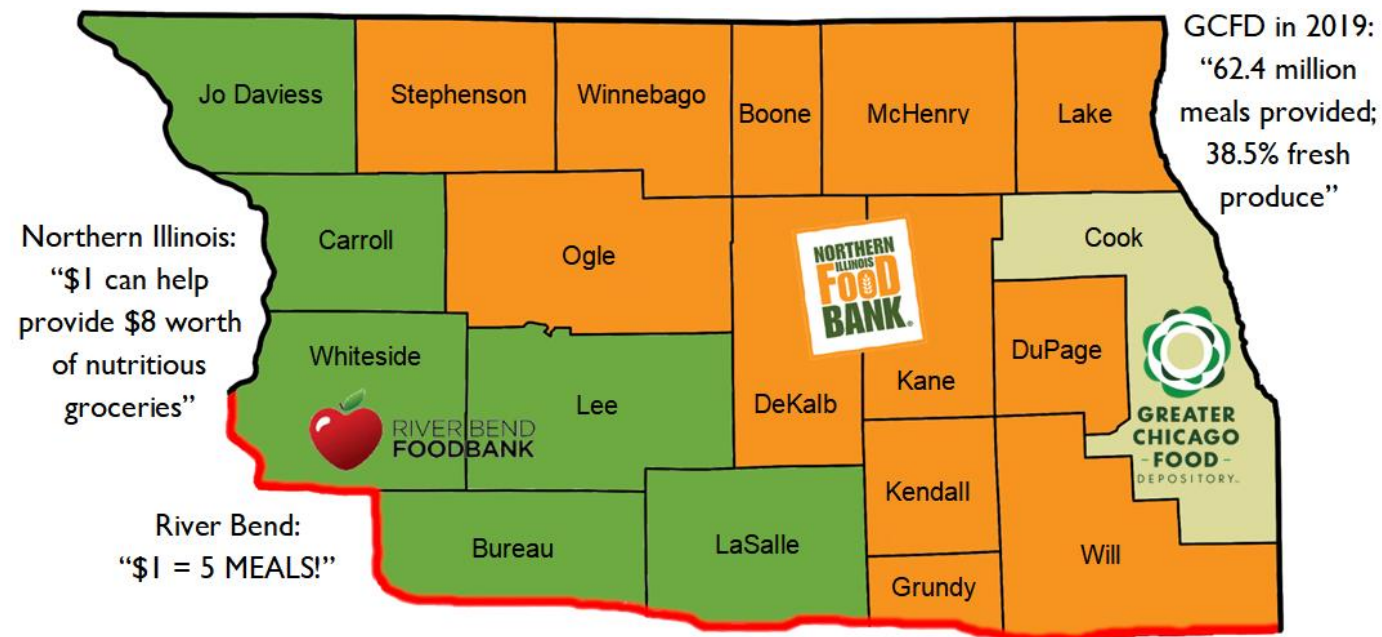 GCFD in 2019:
“62.4 million
meals provided;
38.5% fresh
produce”
Jo Daviess
Stephenson
Winnebago
Boone
McHenry
Lake
Northern Illinois:
“$1 can help
provide $8 worth
of nutritious
groceries”
Carroll
Ogle
NORTHERN
ILLINOIS
FOOD
BANK®
Cook
Whiteside
Lee
DeKalb
Kane
DuPage
RIVER BEND
FOODBANK
GREATER
CHICAGO
-FOOD-
DEPOSITORY™
River Bend:
“$1 = 5 MEALS!”
Bureau
LaSalle
Kendall
Grundy
Will